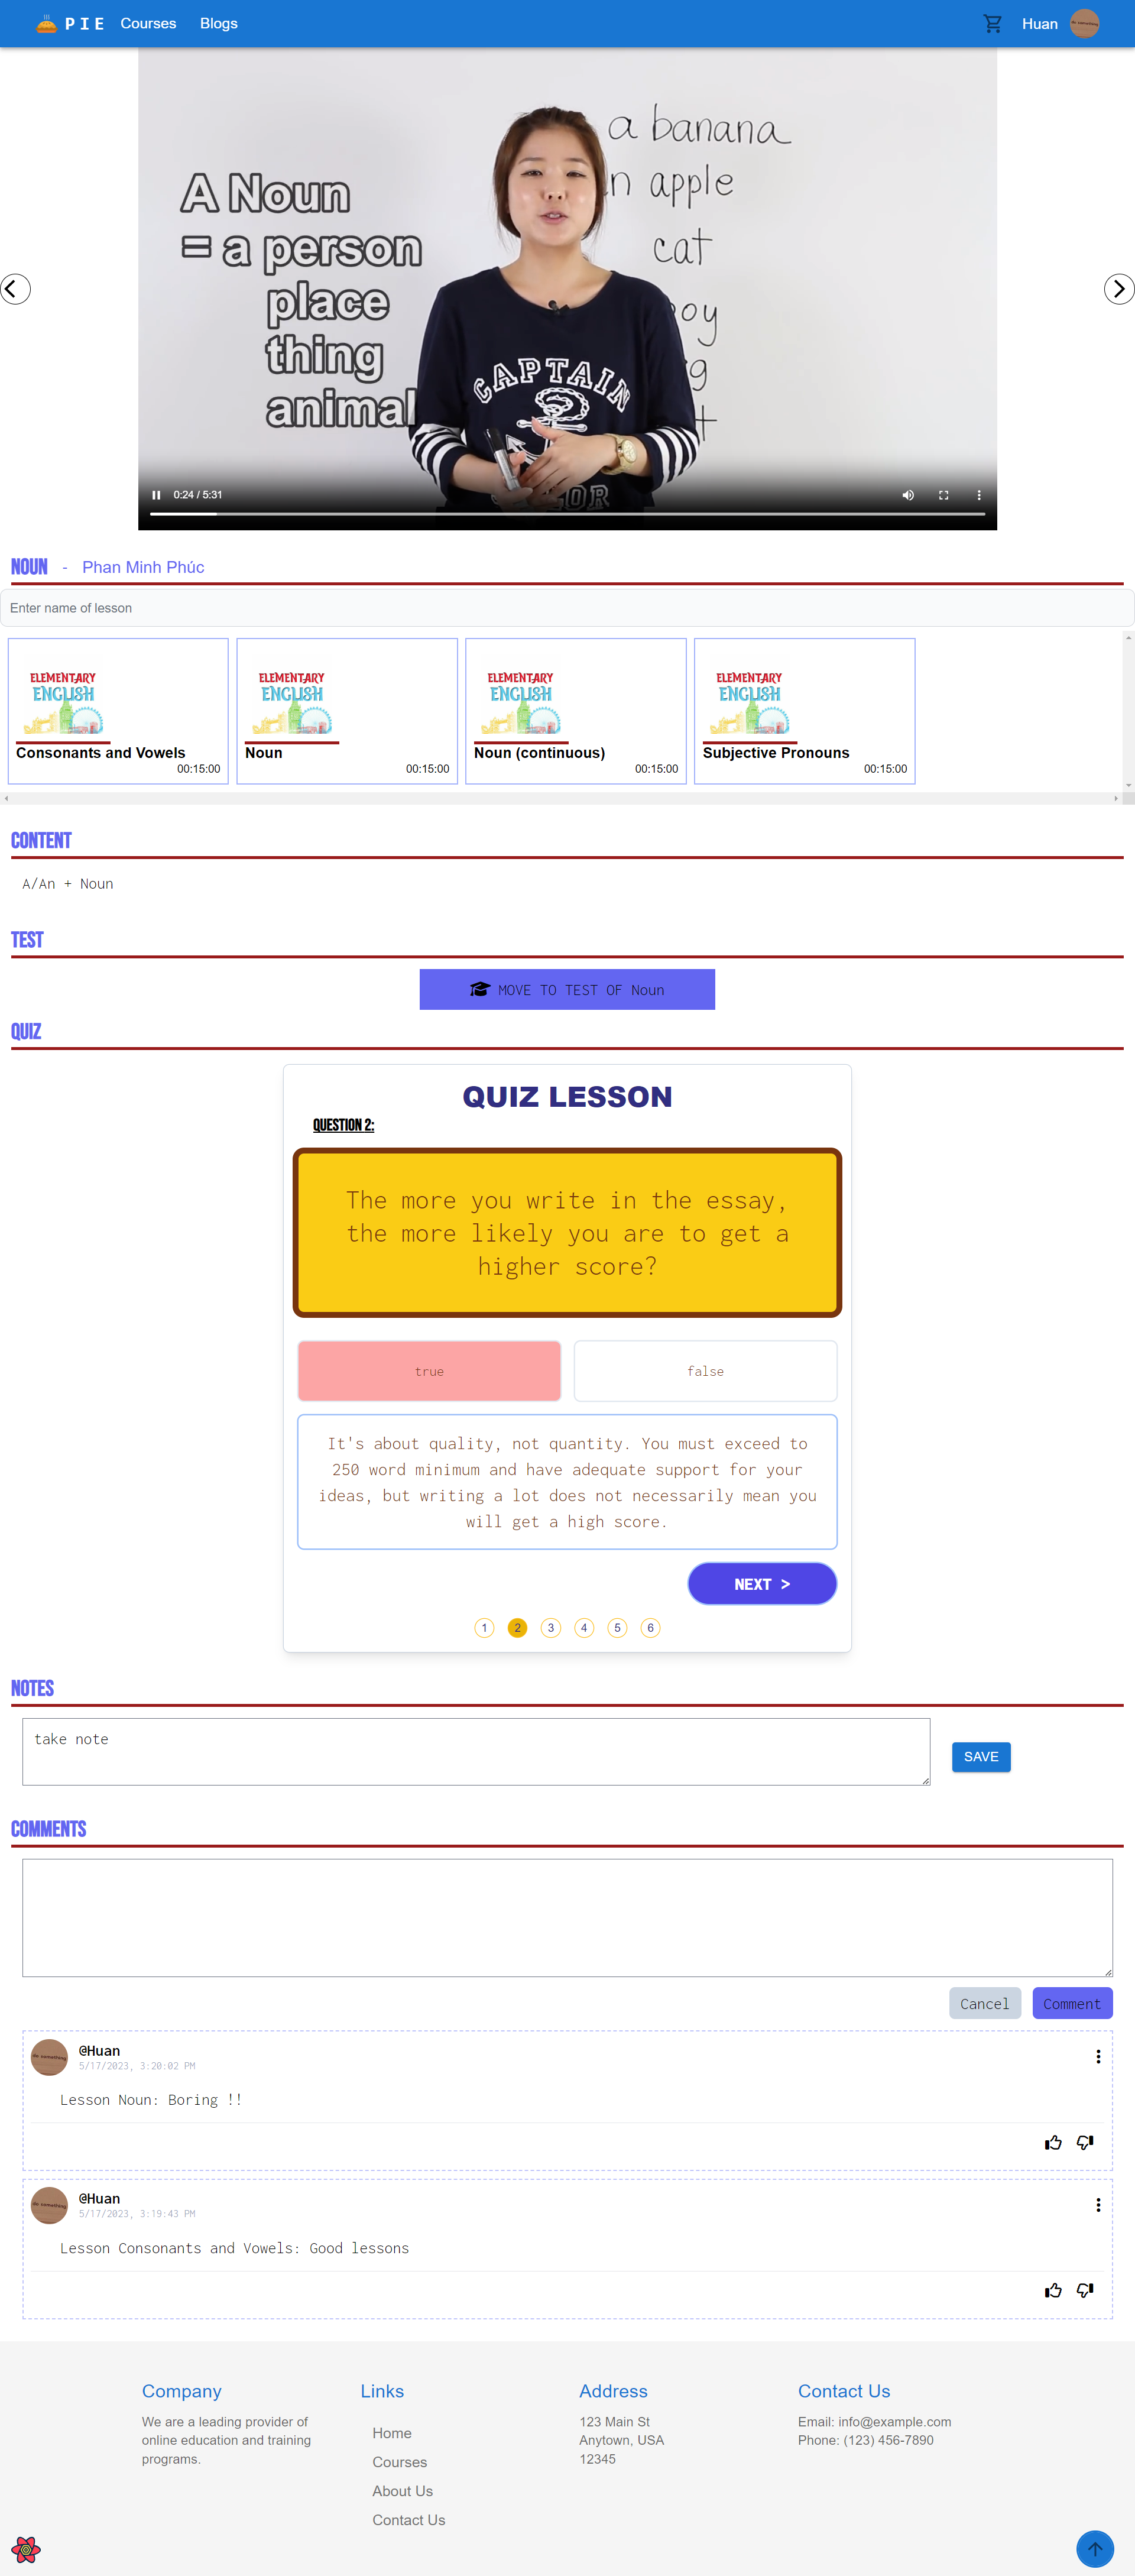 PIE Courses Blogs Huan
a banana
A Noun
n apple
= a person
cat
place
oy
thing
g
animal
t
CAPTAIN
0:24 / 5:31
NOUN - Phan Minh Phúc
Enter name of lesson
ELEMENTARY ENGLISH
Consonants and Vowels
00:15:00
ELEMENTARY ENGLISH
Noun
00:15:00
ELEMENTARY ENGLISH
Noun (continuous)
00:15:00
ELEMENTARY ENGLISH
Subjective Pronouns
00:15:00
CONTENT
A/An + Noun
TEST
MOVE TO TEST OF Noun
QUIZ
QUIZ LESSON
QUESTION 2:
The more you write in the essay,
the more likely you are to get a
higher score?
true false
It's about quality, not quantity. You must exceed to
250 word minimum and have adequate support for your
ideas, but writing a lot does not necessarily mean you
will get a high score.
NEXT >
1 2 3 4 5 6
NOTES
take note
SAVE
COMMENTS
Cancel Comment
@Huan
5/17/2023, 3:20:02 PM
Lesson Noun: Boring !!
@Huan
5/17/2023, 3:19:43 PM
Lesson Consonants and Vowels: Good lessons
Company
We are a leading provider of
online education and training
programs.
Links
Home
Courses
About Us
Contact Us
Address
123 Main St
Anytown, USA
12345
Contact Us
Email: info@example.com
Phone: (123) 456-7890